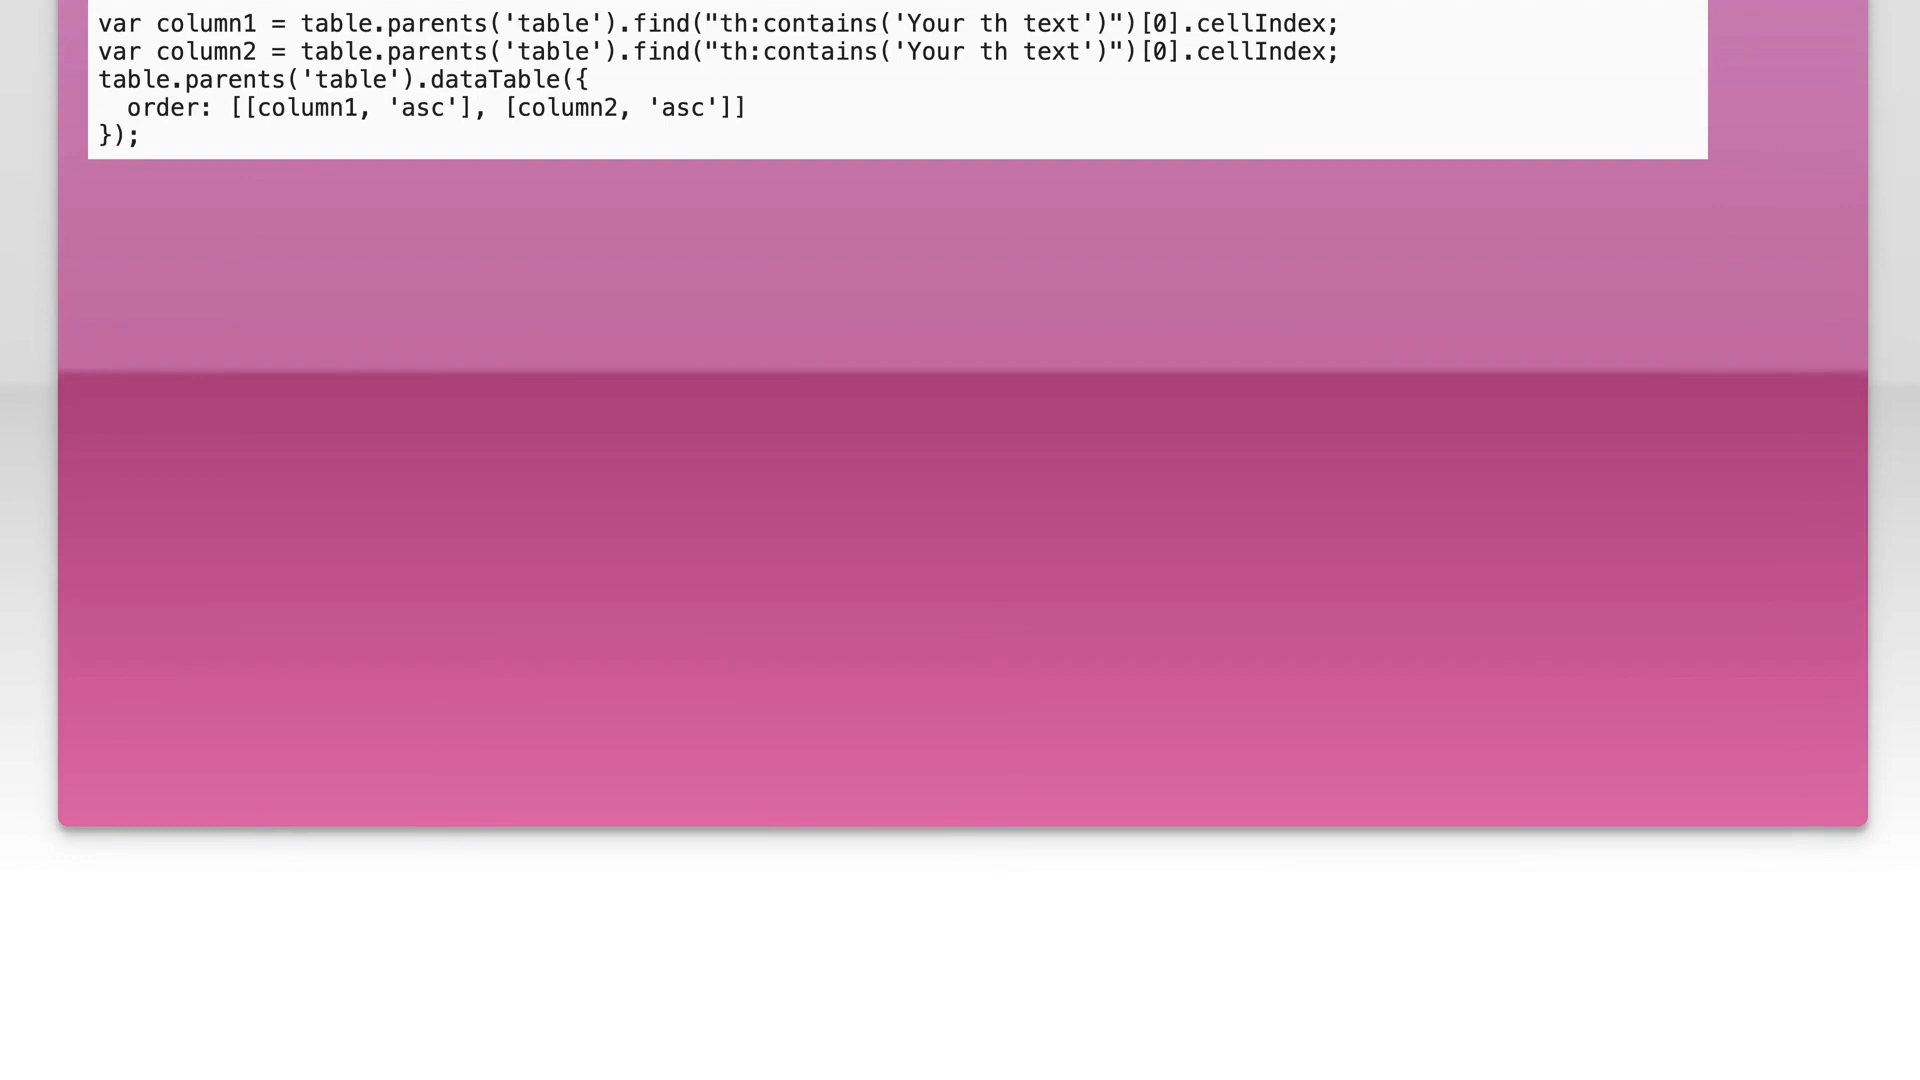 var column1 = table.parents('table').find("th:contains('Your th text')")[0].cellIndex;
var column2 = table.parents('table').find("th:contains('Your th text')")[0].cellIndex;
table.parents('table').dataTable({
  order: [[column1, 'asc'], [column2, 'asc']]
});